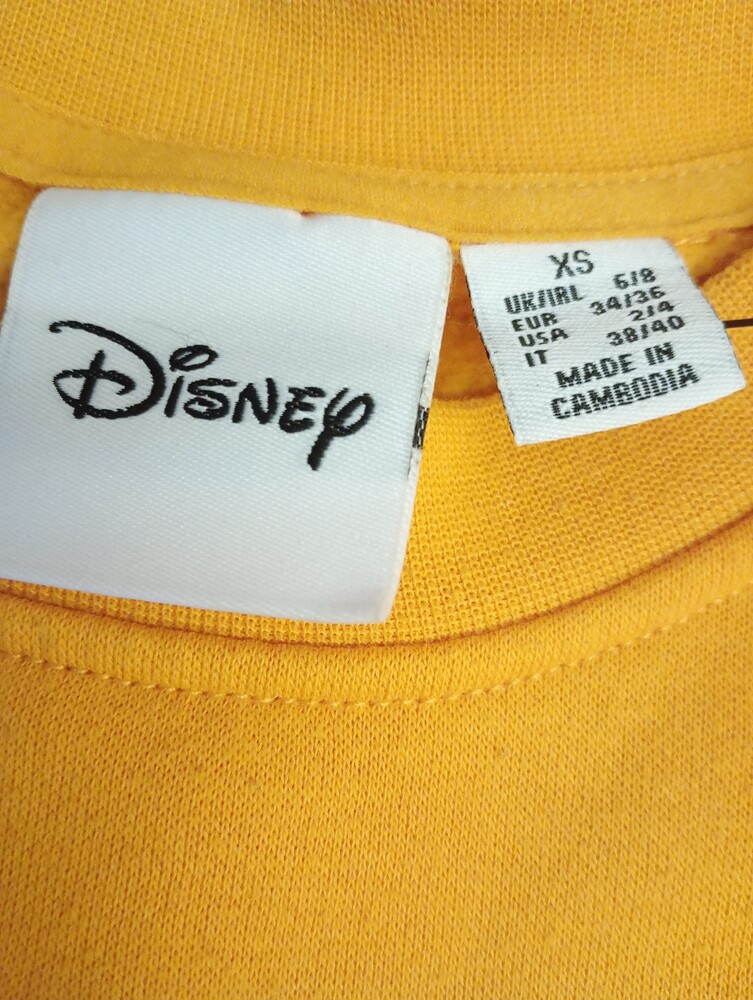 Disney
XS
UK/IRL 6/8
EUR 34/36
USA 2/4
IT 38/40
MADE IN
CAMBODIA